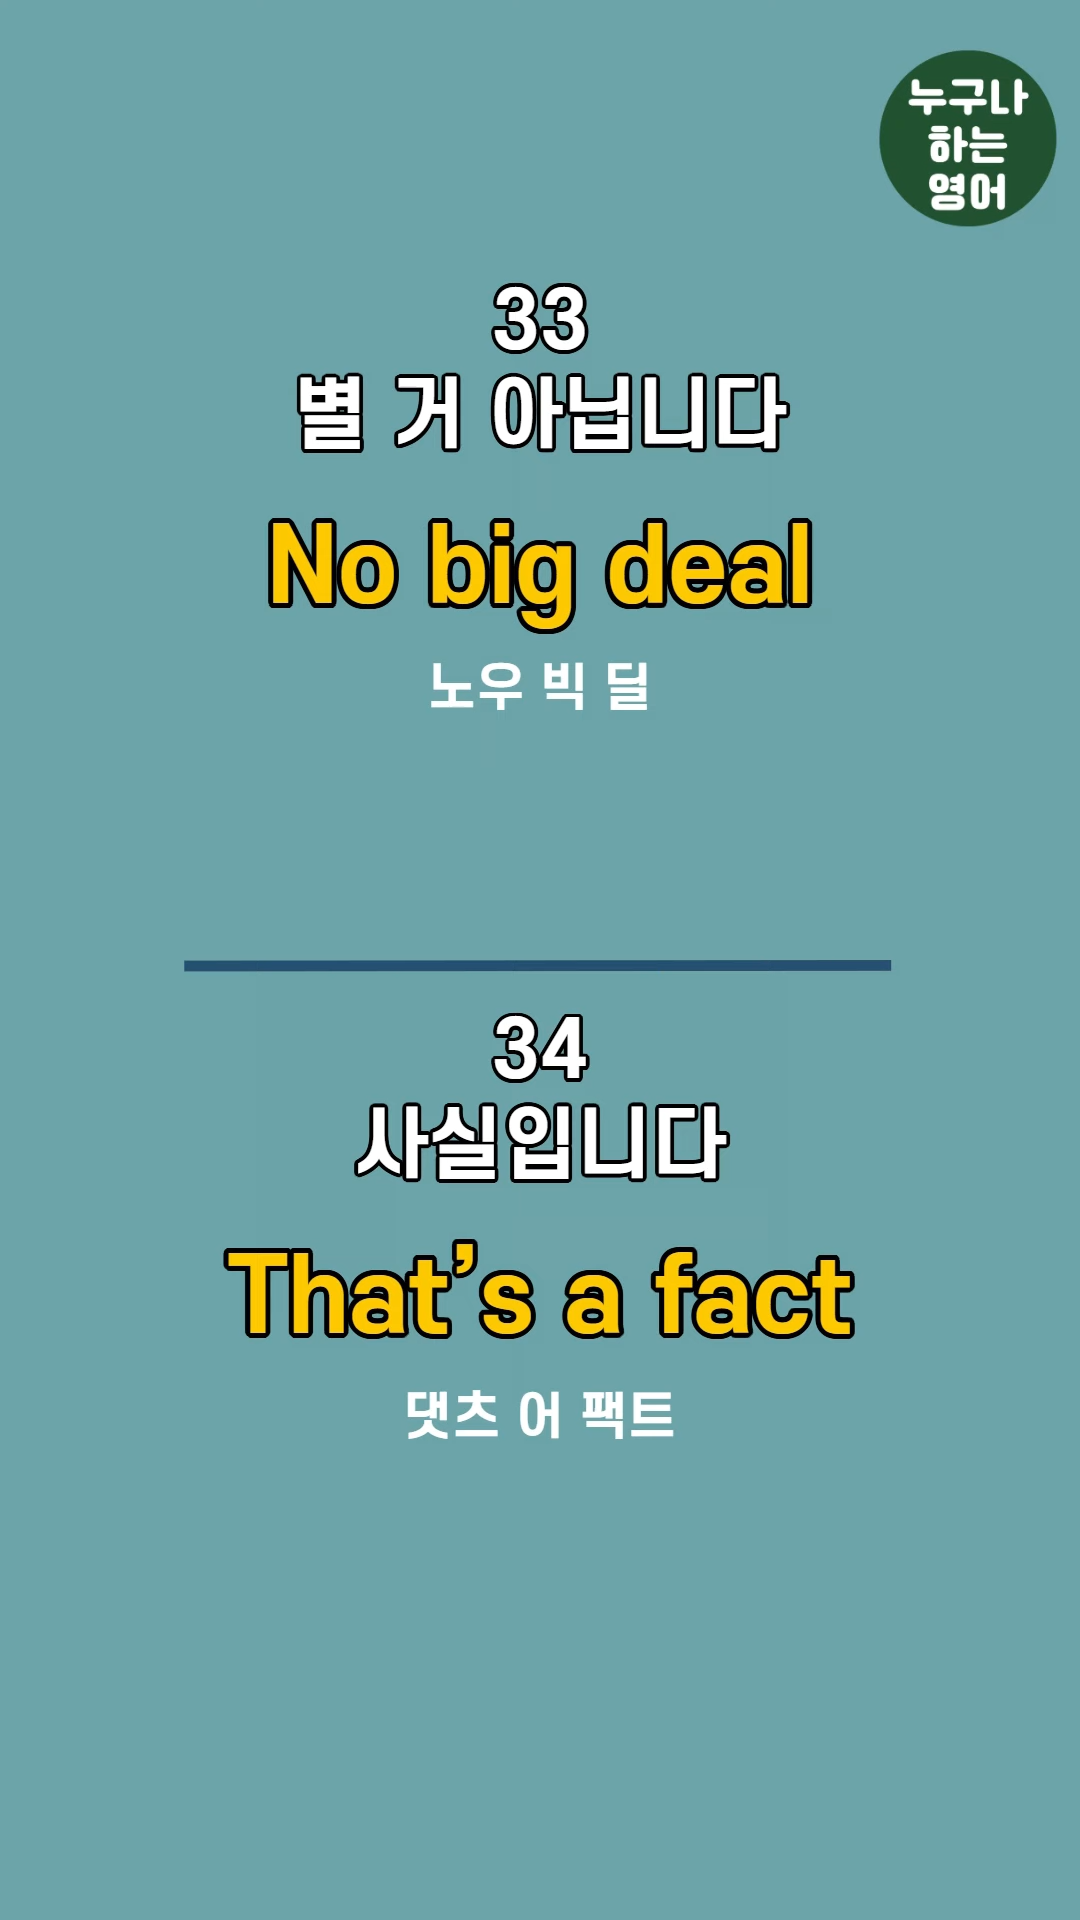 누구나
하는
영어
33
별 거 아닙니다
No big deal
노우 빅 딜
34
사실입니다
That’s a fact
댓츠 어 팩트